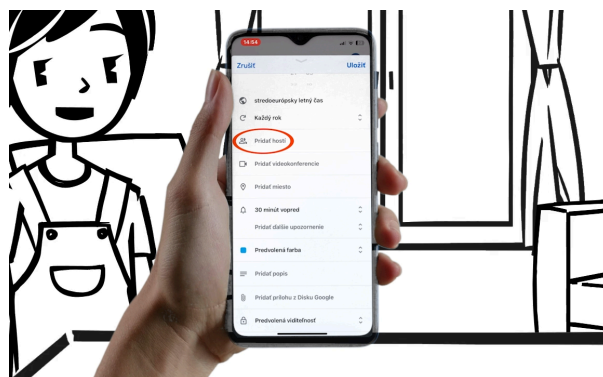 14:54
Zrušiť
Uložiť
stredoeurópsky letný čas
Každý rok
Pridať hostí
Pridať videokonferencie
Pridať miesto
30 minút vopred
Pridať ďalšie upozornenie
Predvolená farba
Pridať popis
Pridať prílohu z Disku Google
Predvolená viditeľnosť